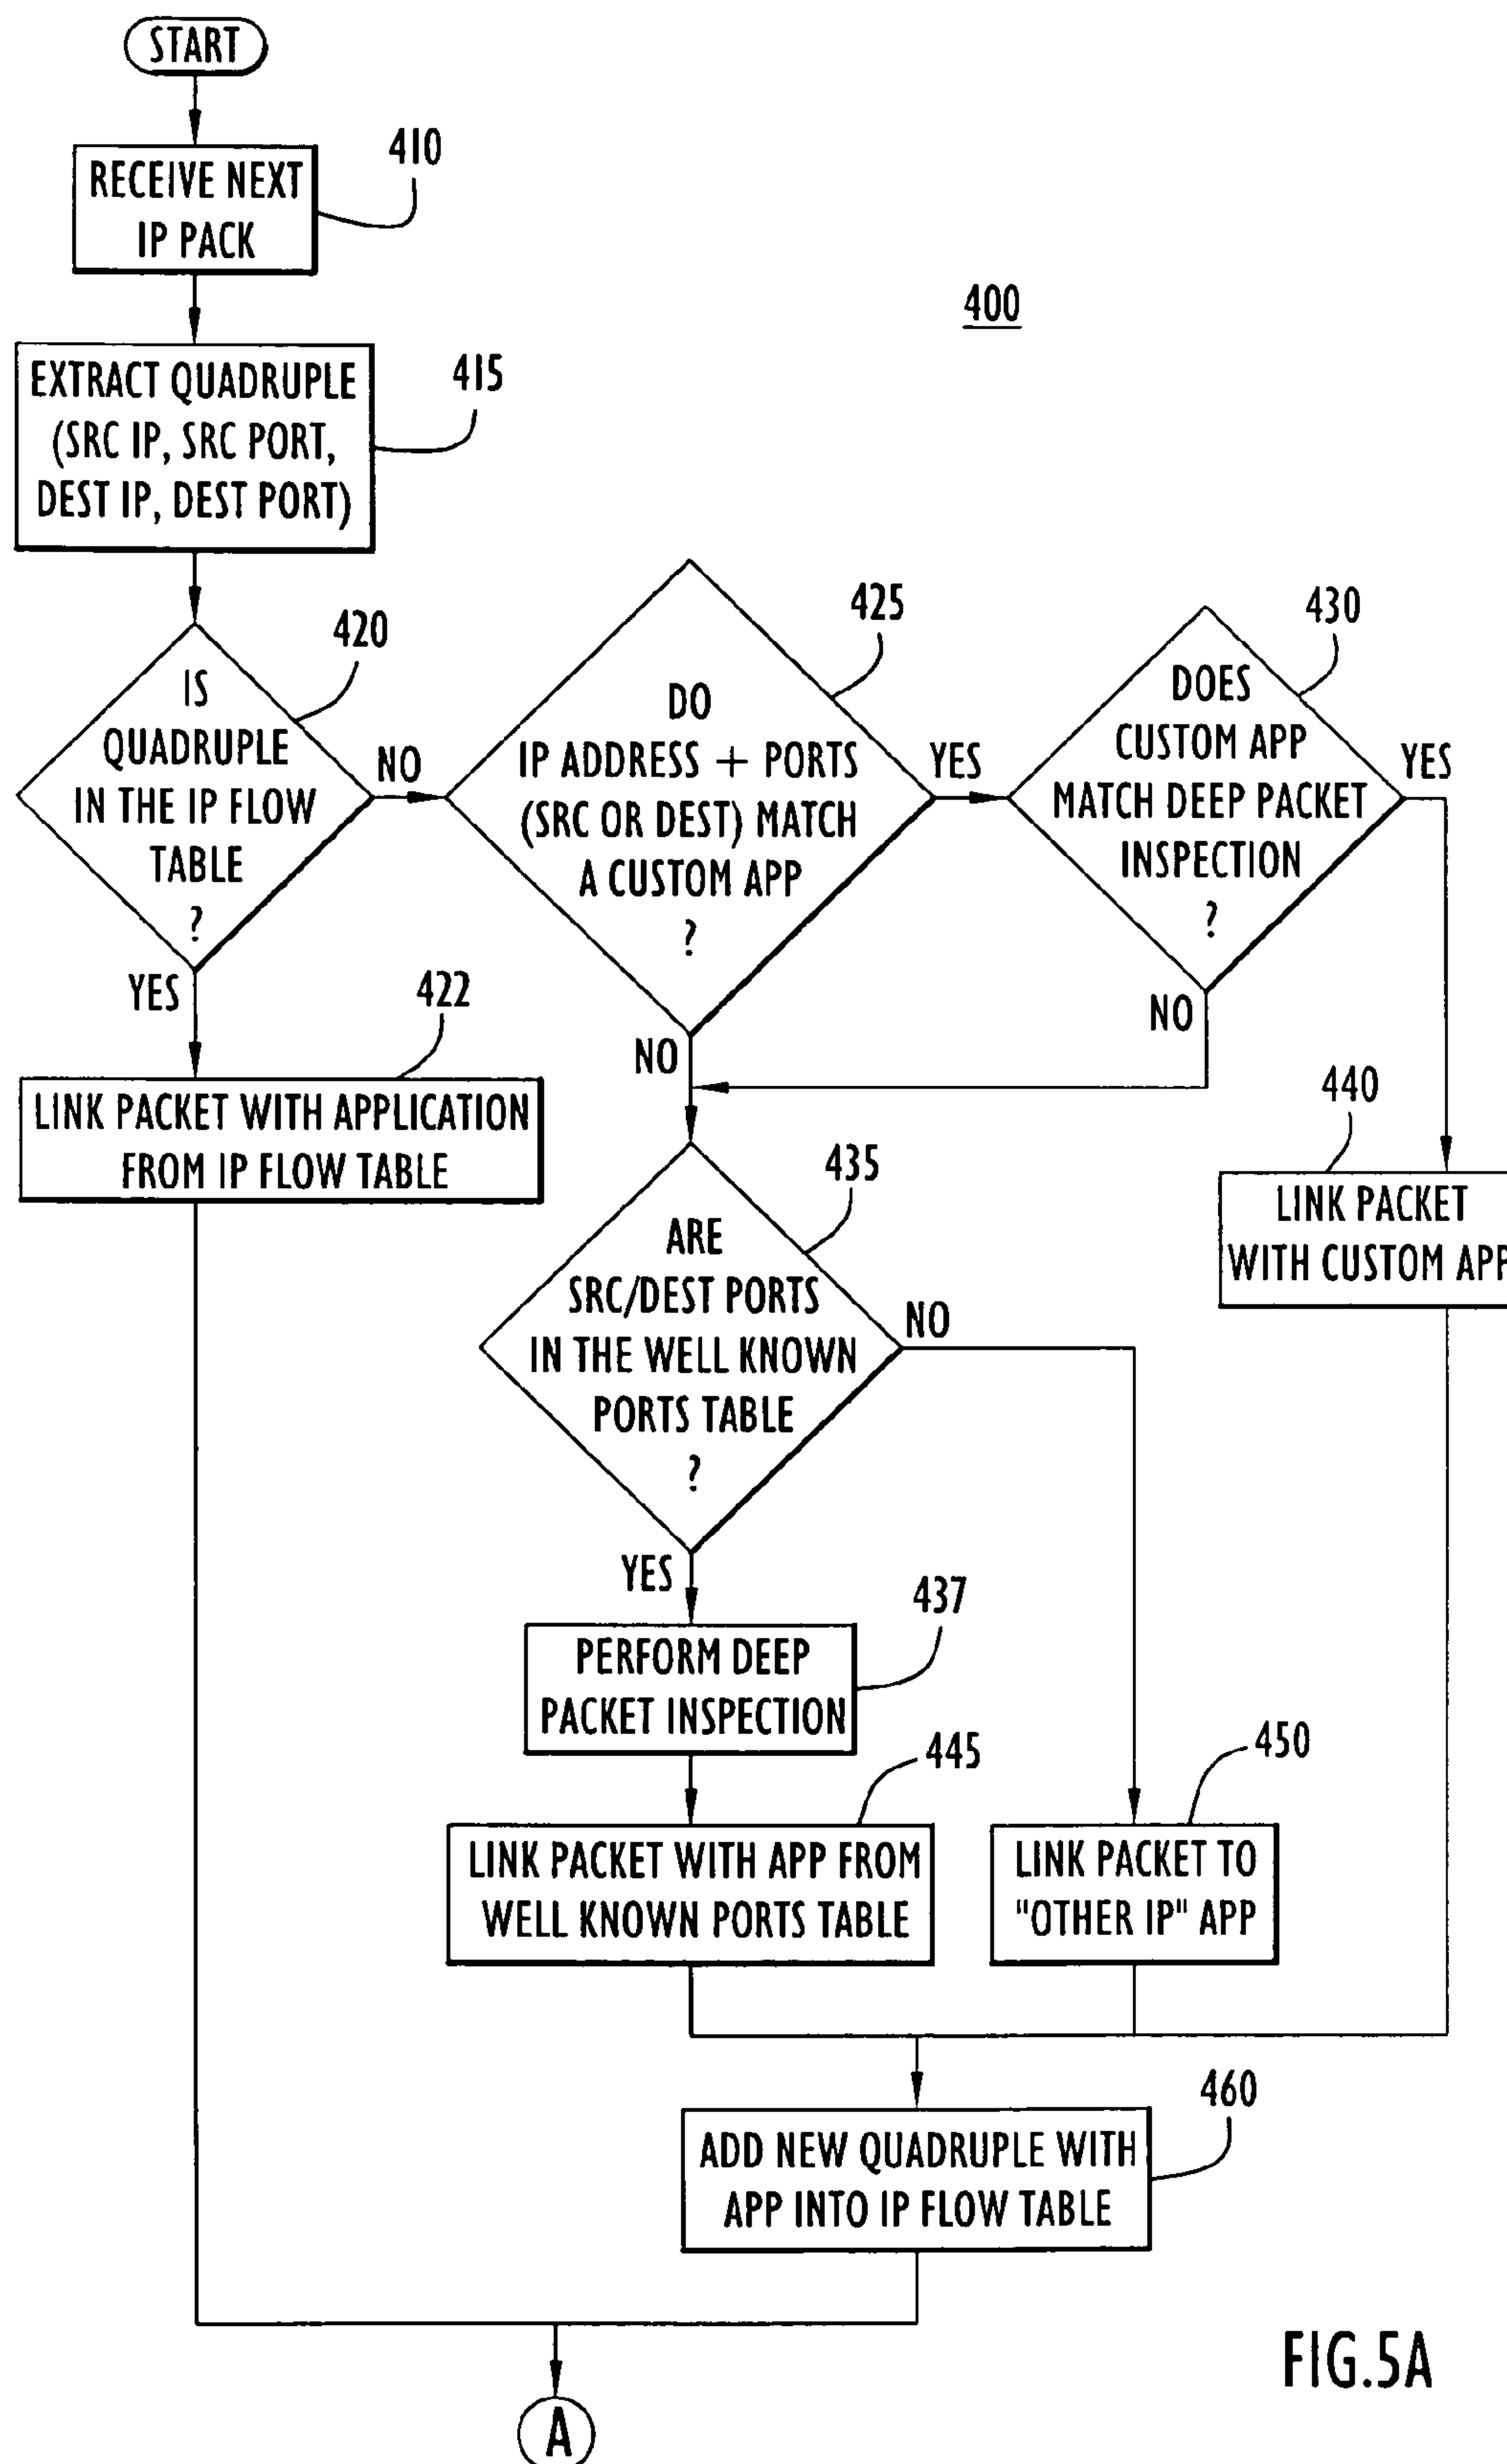 START
RECEIVE NEXT
IP PACK
410
400
EXTRACT QUADRUPLE
(SRC IP, SRC PORT,
DEST IP, DEST PORT)
415
IS
QUADRUPLE
IN THE IP FLOW
TABLE
?
420
NO
YES
DO
IP ADDRESS + PORTS
(SRC OR DEST) MATCH
A CUSTOM APP
?
425
YES
NO
DOES
CUSTOM APP
MATCH DEEP PACKET
INSPECTION
?
430
YES
NO
422
LINK PACKET WITH APPLICATION
FROM IP FLOW TABLE
440
LINK PACKET
WITH CUSTOM APP
ARE
SRC/DEST PORTS
IN THE WELL KNOWN
PORTS TABLE
?
435
NO
YES
437
PERFORM DEEP
PACKET INSPECTION
445
LINK PACKET WITH APP FROM
WELL KNOWN PORTS TABLE
450
LINK PACKET TO
"OTHER IP" APP
460
ADD NEW QUADRUPLE WITH
APP INTO IP FLOW TABLE
A
FIG.5A